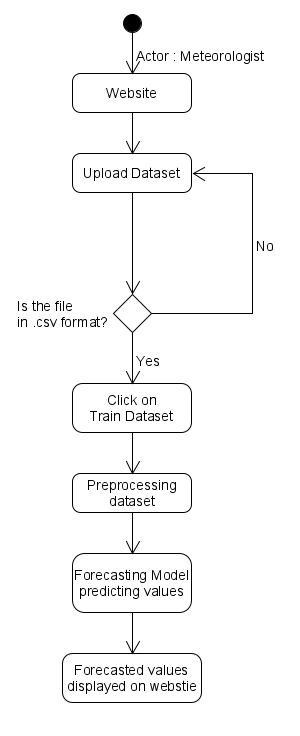 Actor : Meteorologist
Website
Upload Dataset
No
Is the file
in .csv format?
Yes
Click on
Train Dataset
Preprocessing
dataset
Forecasting Model
predicting values
Forecasted values
displayed on webstie